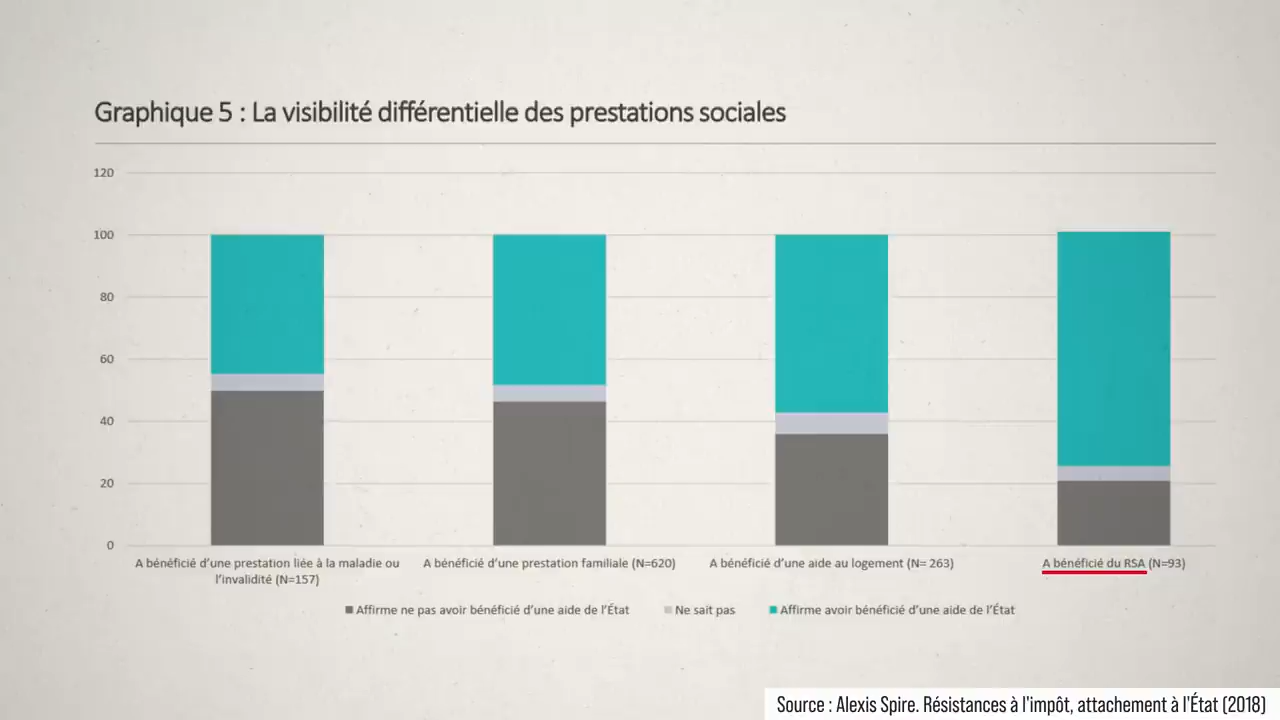 Graphique 5 : La visibilité différentielle des prestations sociales
120
100
80
60
40
20
0
A bénéficié d’une prestation liée à la maladie ou
l’invalidité (N=157)
A bénéficié d’une prestation familiale (N=620)
A bénéficié d’une aide au logement (N= 263)
A bénéficié du RSA (N=93)
Affirme ne pas avoir bénéficié d’une aide de l’État
Ne sait pas
Affirme avoir bénéficié d’une aide de l’État
Source : Alexis Spire. Résistances à l'impôt, attachement à l'État (2018)